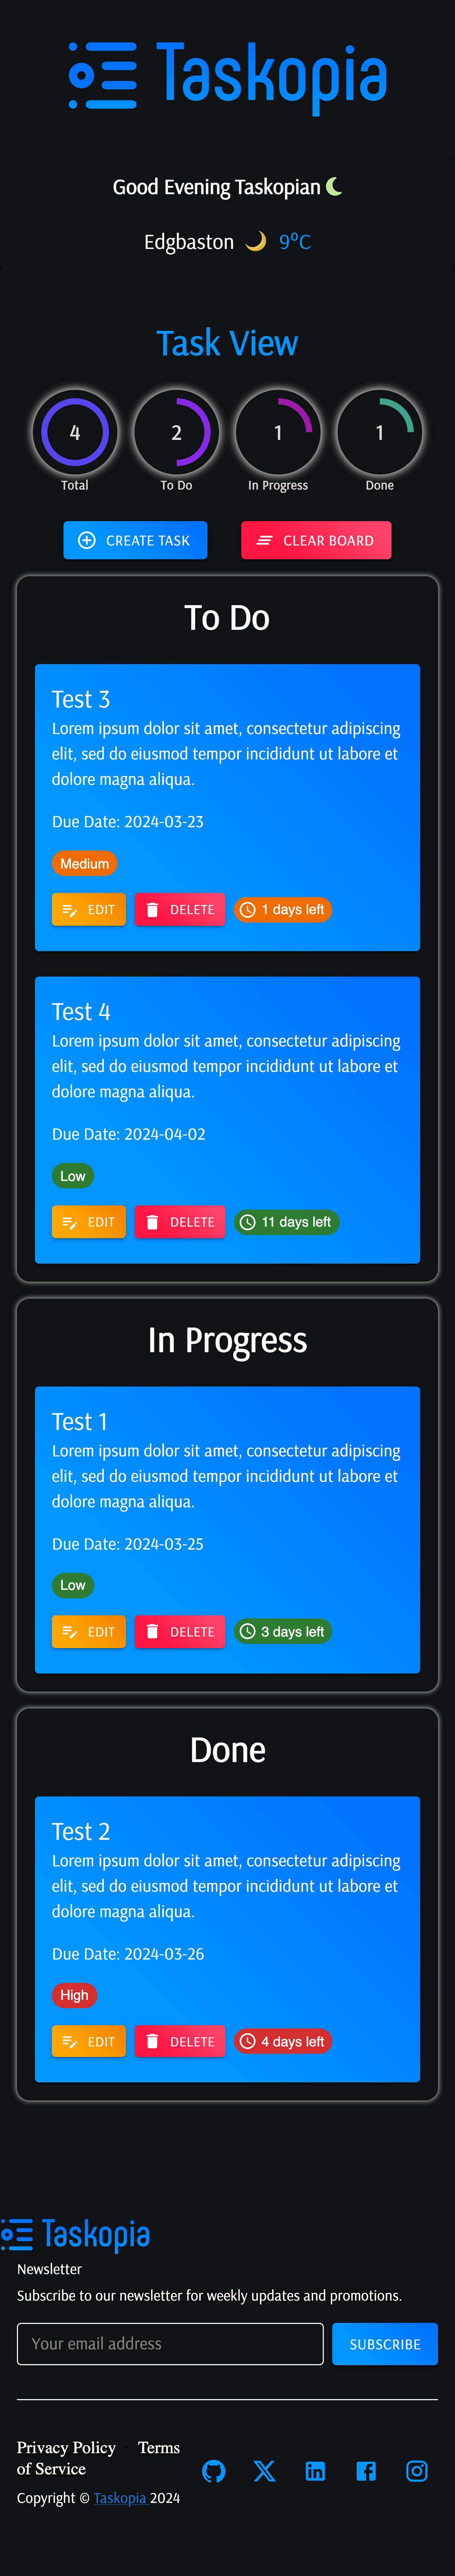 Taskopia
Good Evening Taskopian
Edgbaston 9°C
Task View
4 2 1 1
Total To Do In Progress Done
CREATE TASK CLEAR BOARD
To Do
Test 3
Lorem ipsum dolor sit amet, consectetur adipiscing
elit, sed do eiusmod tempor incididunt ut labore et
dolore magna aliqua.
Due Date: 2024-03-23
Medium
EDIT DELETE 1 days left
Test 4
Lorem ipsum dolor sit amet, consectetur adipiscing
elit, sed do eiusmod tempor incididunt ut labore et
dolore magna aliqua.
Due Date: 2024-04-02
Low
EDIT DELETE 11 days left
In Progress
Test 1
Lorem ipsum dolor sit amet, consectetur adipiscing
elit, sed do eiusmod tempor incididunt ut labore et
dolore magna aliqua.
Due Date: 2024-03-25
Low
EDIT DELETE 3 days left
Done
Test 2
Lorem ipsum dolor sit amet, consectetur adipiscing
elit, sed do eiusmod tempor incididunt ut labore et
dolore magna aliqua.
Due Date: 2024-03-26
High
EDIT DELETE 4 days left
Taskopia
Newsletter
Subscribe to our newsletter for weekly updates and promotions.
Your email address SUBSCRIBE
Privacy Policy Terms
of Service
Copyright © Taskopia 2024